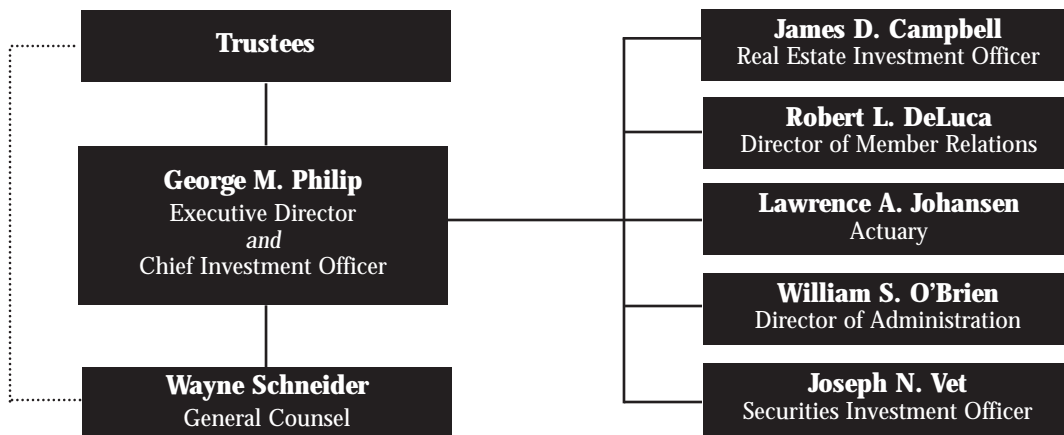 Trustees
George M. Philip
Executive Director
and
Chief Investment Officer
Wayne Schneider
General Counsel
James D. Campbell
Real Estate Investment Officer
Robert L. DeLuca
Director of Member Relations
Lawrence A. Johansen
Actuary
William S. O'Brien
Director of Administration
Joseph N. Vet
Securities Investment Officer